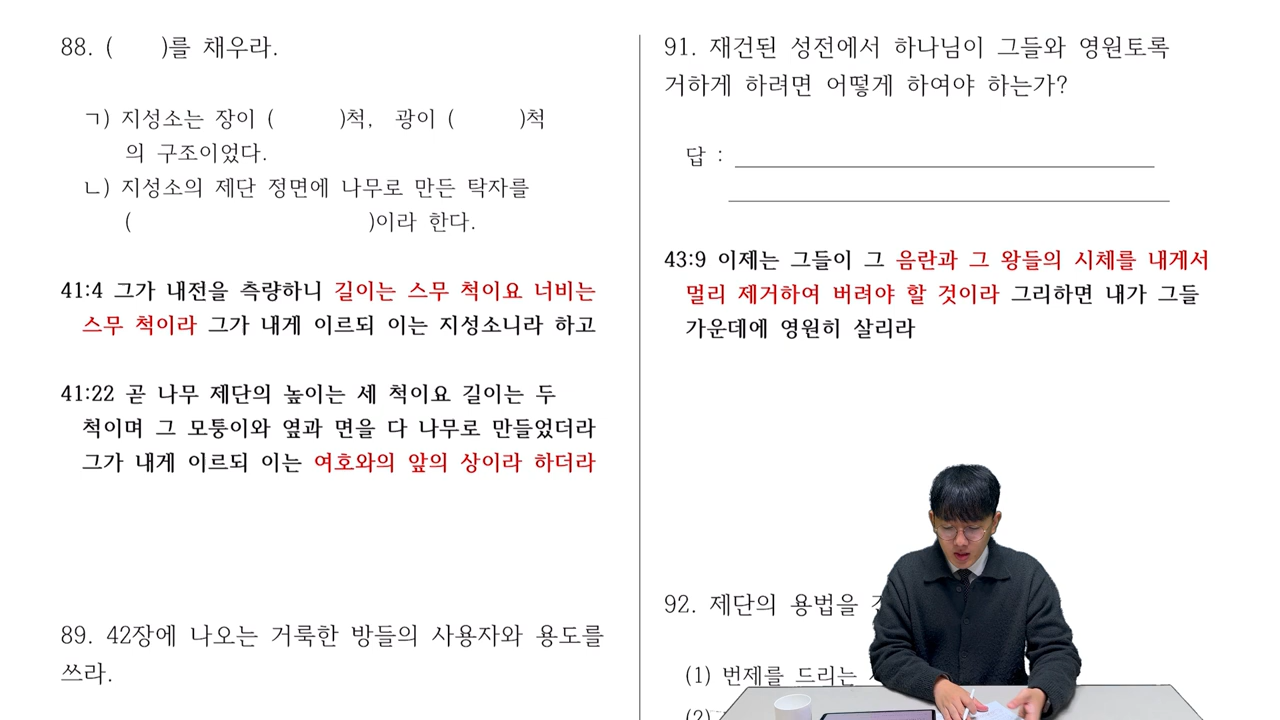 88. (    )를 채우라.
ㄱ) 지성소는 장이 (      )척,  광이 (      )척
의 구조이었다.
ㄴ) 지성소의 제단 정면에 나무로 만든 탁자를
(                      )이라 한다.
41:4 그가 내전을 측량하니 길이는 스무 척이요 너비는
스무 척이라 그가 내게 이르되 이는 지성소니라 하고
41:22 곧 나무 제단의 높이는 세 척이요 길이는 두
척이며 그 모퉁이와 옆과 면을 다 나무로 만들었더라
그가 내게 이르되 이는 여호와의 앞의 상이라 하더라
89. 42장에 나오는 거룩한 방들의 사용자와 용도를
쓰라.
91. 재건된 성전에서 하나님이 그들와 영원토록
거하게 하려면 어떻게 하여야 하는가?
답 :
43:9 이제는 그들이 그 음란과 그 왕들의 시체를 내게서
멀리 제거하여 버려야 할 것이라 그리하면 내가 그들
가운데에 영원히 살리라
92. 제단의 용법을
(1) 번제를 드리는
(2)